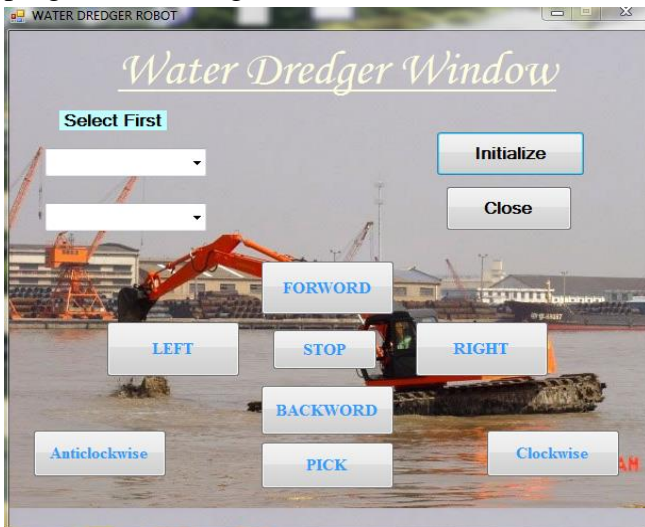 WATER DREDGER ROBOT
Water Dredger Window
Select First
Initialize
Close
FORWORD
LEFT
STOP
RIGHT
BACKWORD
Anticlockwise
PICK
Clockwise